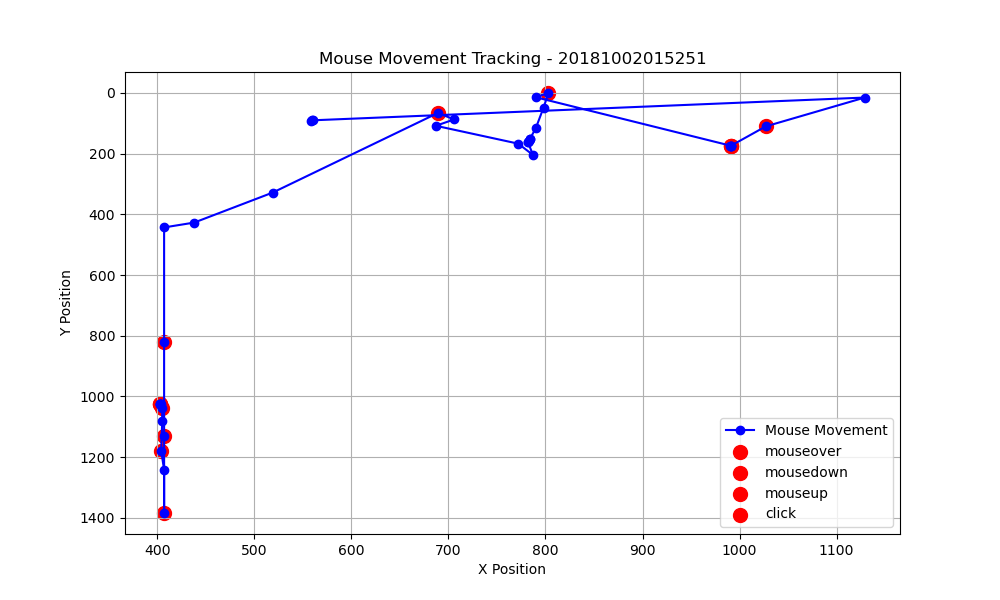 Mouse Movement Tracking - 20181002015251
0
200
400
600
800
1000
1200
1400
Y Position
400
500
600
700
800
900
1000
1100
X Position
Mouse Movement
mouseover
mousedown
mouseup
click